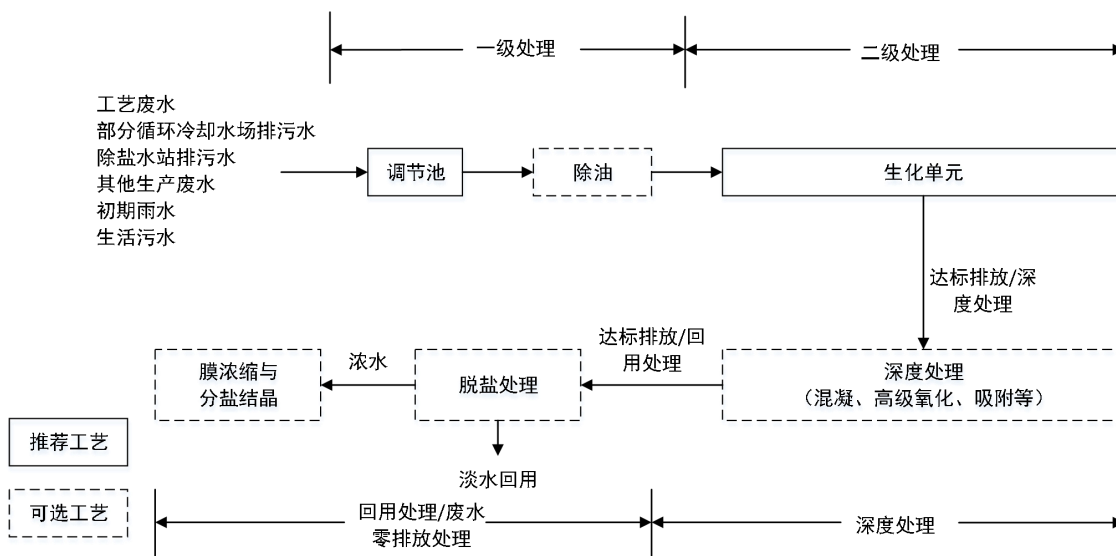 一级处理
二级处理
工艺废水
部分循环冷却水场排污水
除盐水站排污水
其他生产废水
初期雨水
生活污水
调节池
除油
生化单元
达标排放/深
度处理
深度处理
（混凝、高级氧化、吸附等）
达标排放/回
用处理
脱盐处理
浓水
膜浓缩与
分盐结晶
淡水回用
推荐工艺
可选工艺
回用处理/废水
零排放处理
深度处理